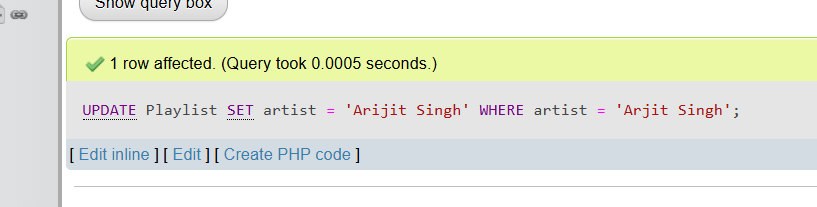 Show query box
1 row affected. (Query took 0.0005 seconds.)
UPDATE Playlist SET artist = 'Arijit Singh' WHERE artist = 'Arjit Singh';
[ Edit inline ] [ Edit ] [ Create PHP code ]